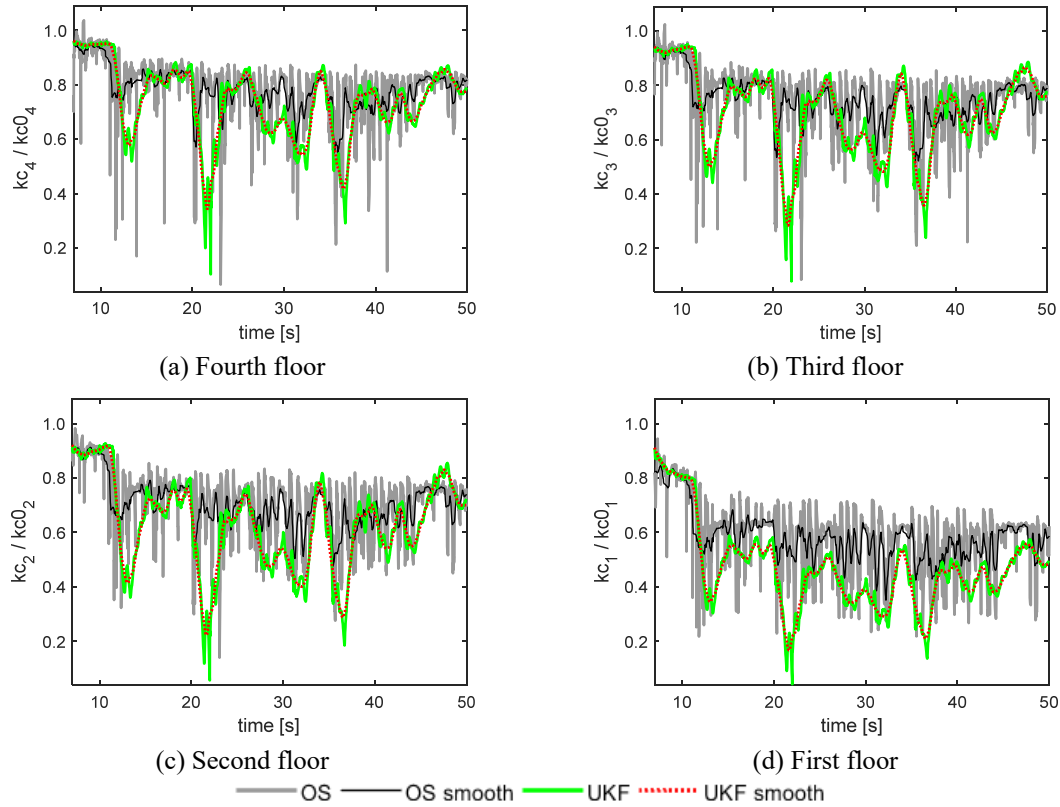 1.0
0.8
0.6
0.4
0.2
kc4 / kc04
10 20 30 40 50
time [s]
(a) Fourth floor
1.0
0.8
0.6
0.4
0.2
kc3 / kc03
10 20 30 40 50
time [s]
(b) Third floor
1.0
0.8
0.6
0.4
0.2
kc2 / kc02
10 20 30 40 50
time [s]
(c) Second floor
1.0
0.8
0.6
0.4
0.2
kc1 / kc01
10 20 30 40 50
time [s]
(d) First floor
OS OS smooth UKF UKF smooth